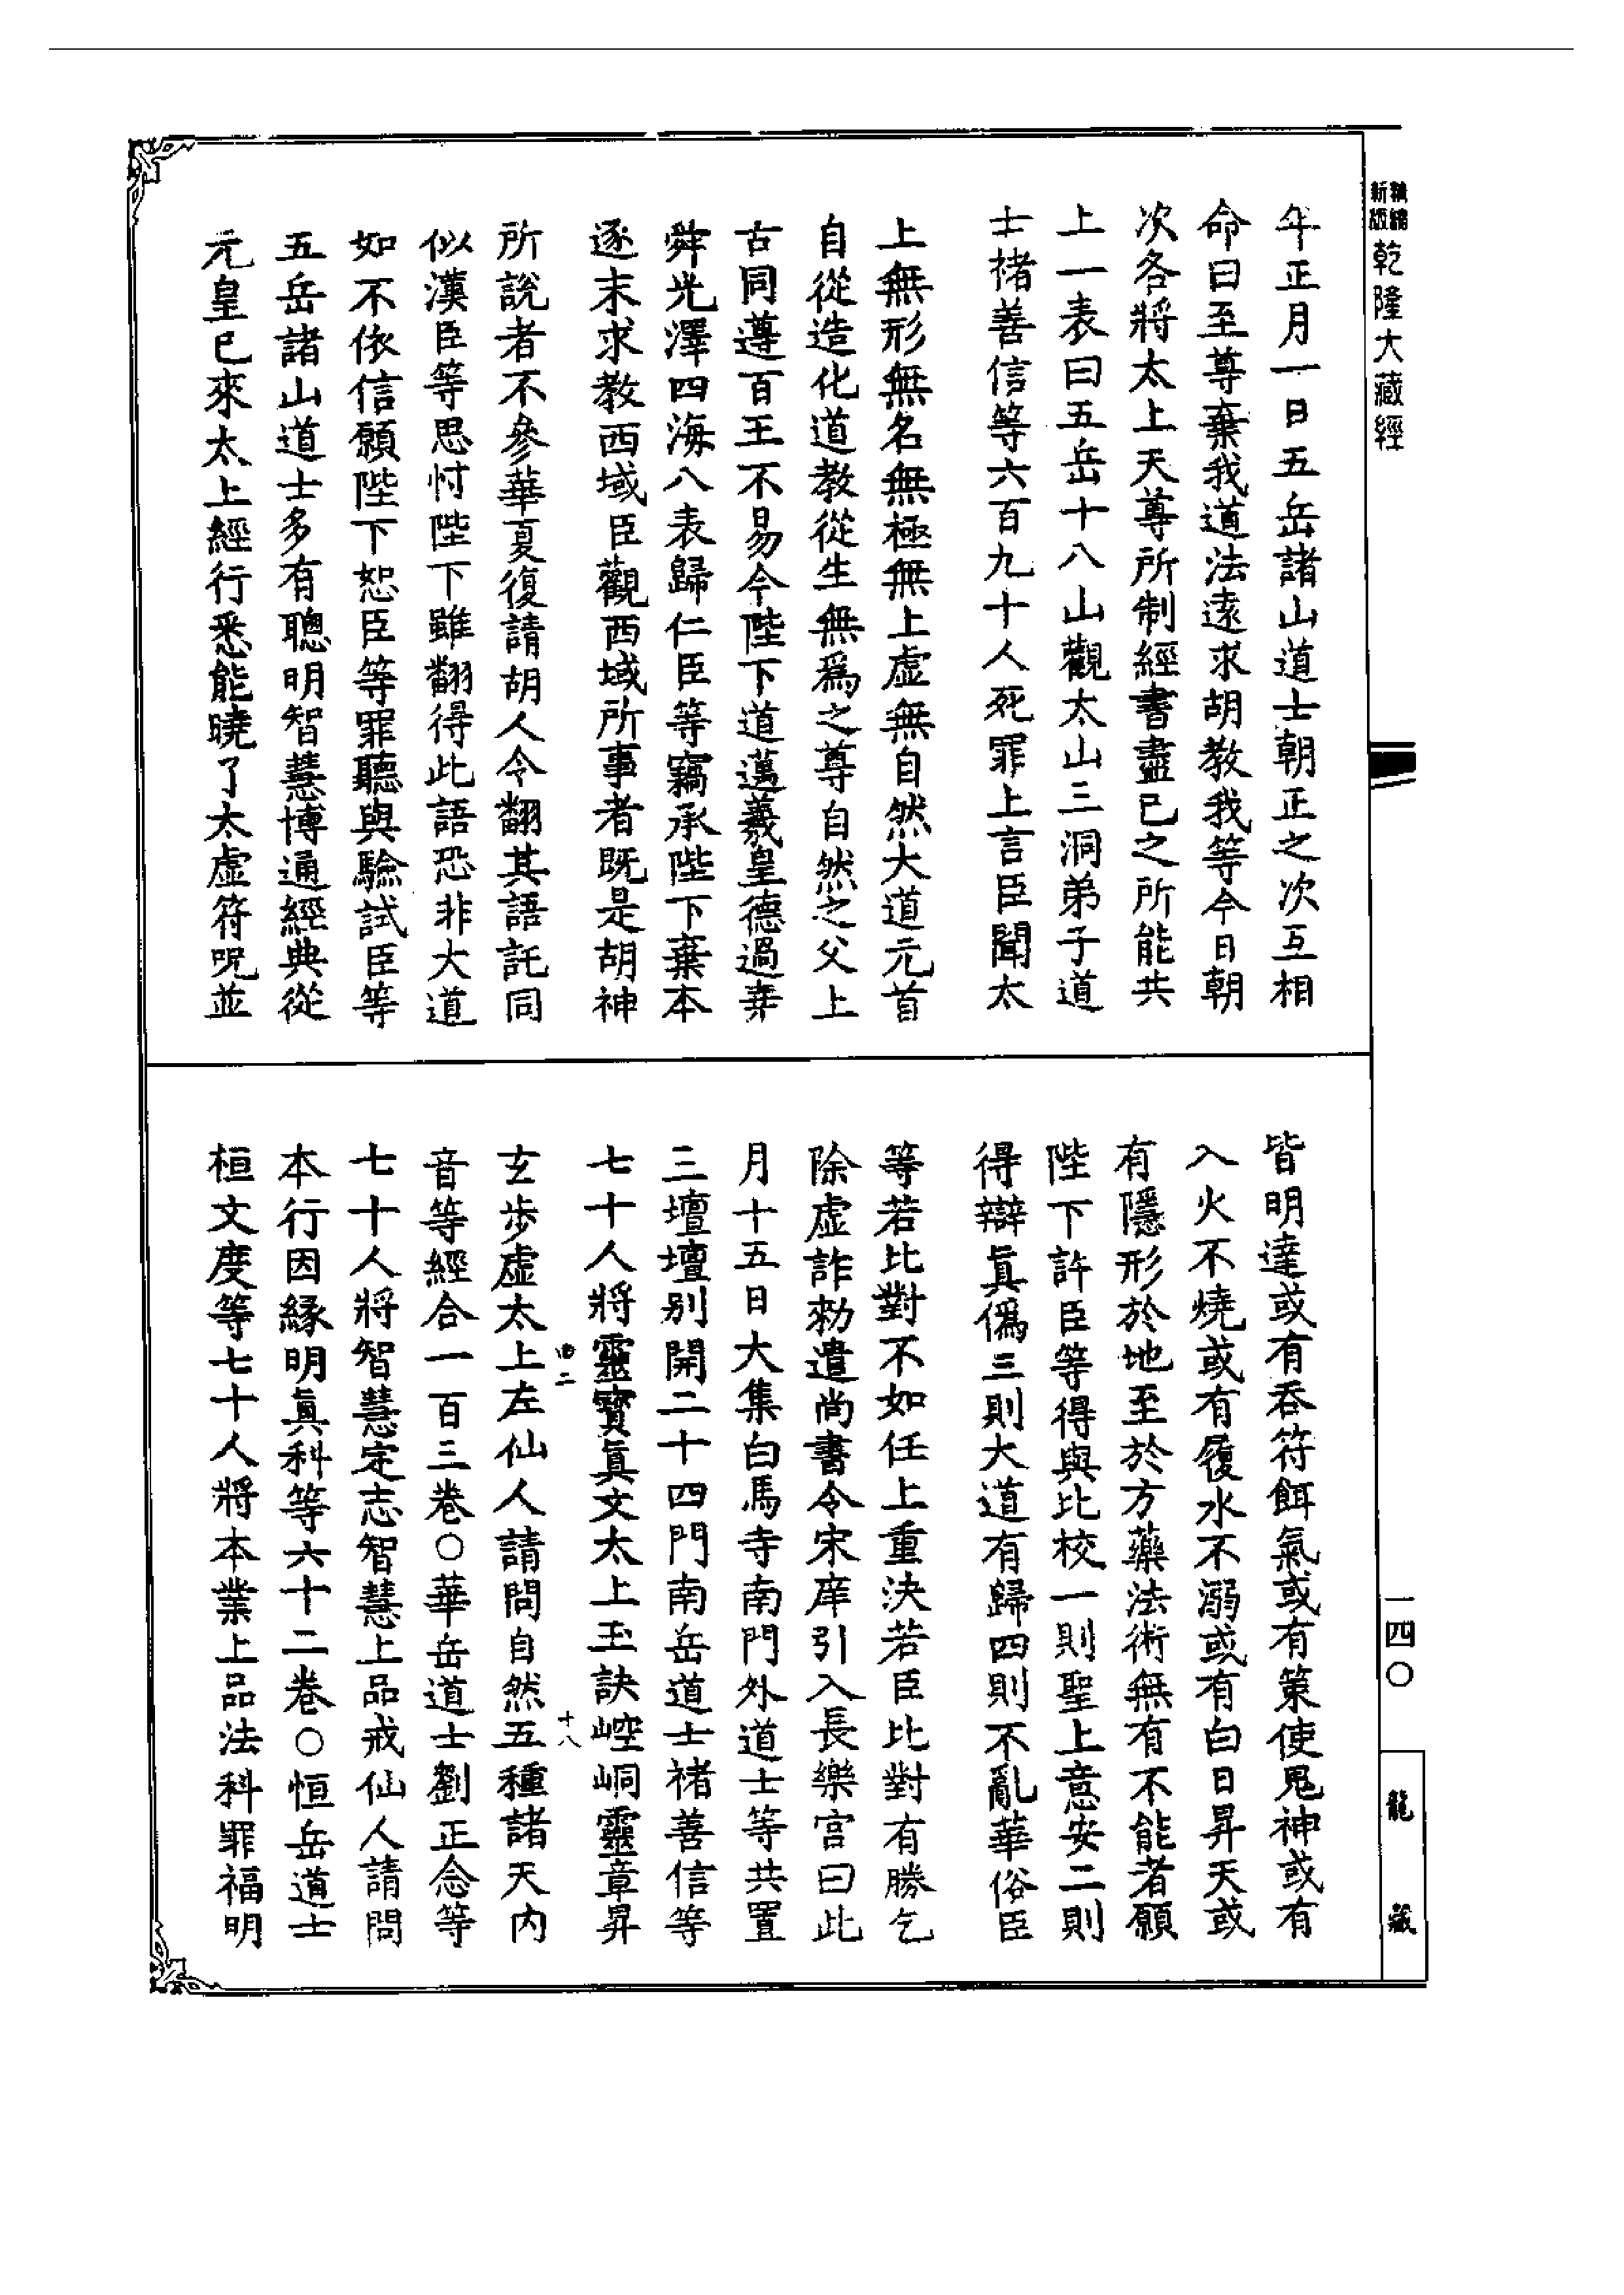 精縮新版
乾隆大藏經
年正月一日五岳諸山道士朝正之次互相
命曰至尊棄我道法遠求胡教我等今日朝
次各將太上天尊所制經書盡已之所能共
上一表曰五岳十八山觀太山三洞弟子道
士褚善信等六百九十人死罪上言臣聞太
上無形無名無極無上虛無自然大道元首
自從造化道教從生無爲之尊自然之父上
古同遵百王不易今陛下道邁羲皇德過堯
舜光澤四海八表歸仁臣等竊承陛下棄本
逐末求教西域臣觀西域所事者既是胡神
所說者不參華夏復請胡人令翻其語託同
似漢臣等思忖陛下雖翻得此語恐非大道
如不依信願陛下恕臣等罪聽與驗試臣等
五岳諸山道士多有聰明智慧博通經典從
元皇已來太上經行悉能曉了太虛符呪並
皆明達或有吞符餌氣或有策使鬼神或有
入火不燒或有履水不溺或有白日昇天或
有隱形於地至於方藥法術無有不能者願
陛下許臣等得與比校一則聖上意安二則
得辯眞僞三則大道有歸四則不亂華俗臣
等若比對不如任上重決若臣比對有勝乞
除虛詐勑遣尚書令宋庠引入長樂宮曰此
月十五日大集白馬寺南門外道士等共置
三壇壇別開二十四門南岳道士褚善信等
七十人將靈寶眞文太上玉訣崆峒靈章昇
四二
十八
玄步虛太上左仙人請問自然五種諸天內
音等經合一百三卷○華岳道士劉正念等
七十人將智慧定志智慧上品戒仙人請問
本行因緣明眞科等六十二卷○恒岳道士
桓文度等七十人將本業上品法科罪福明
一四○
龍藏